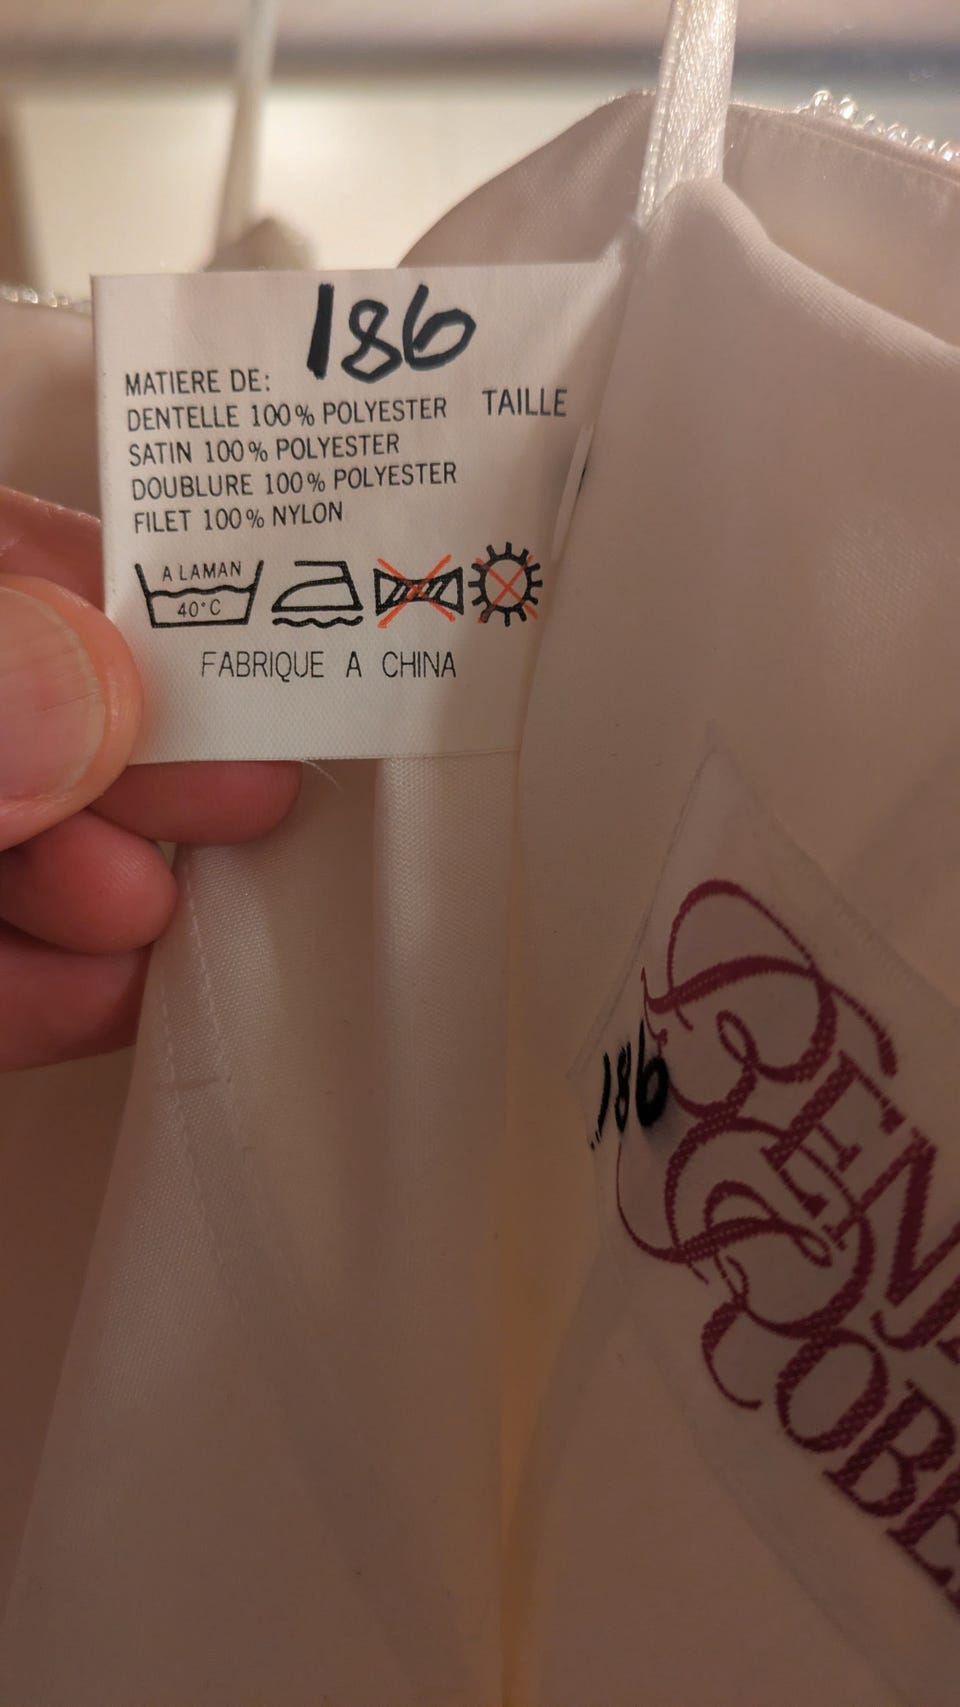 186
MATIERE DE:
DENTELLE 100% POLYESTER
TAILLE
SATIN 100% POLYESTER
DOUBLURE 100% POLYESTER
FILET 100% NYLON
A LAMAN
40°C
FABRIQUE A CHINA
186